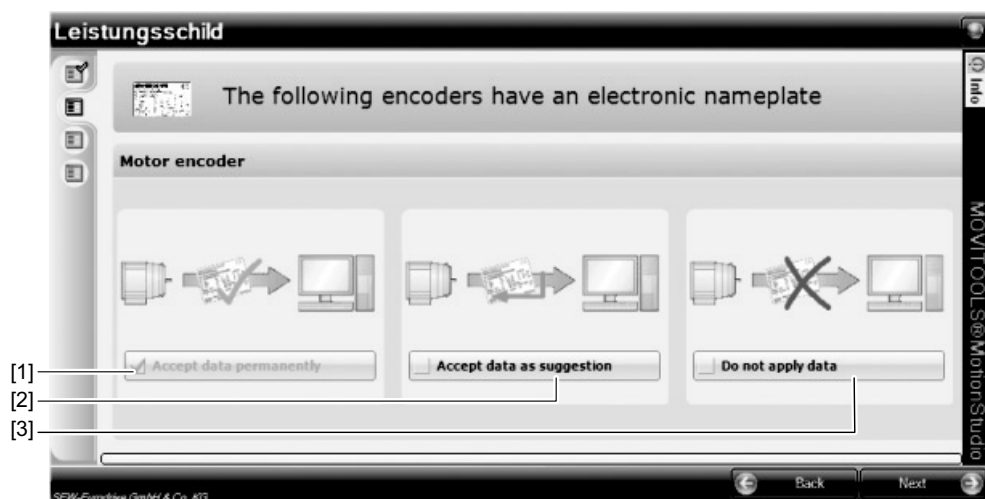 Leistungsschild
The following encoders have an electronic nameplate
Info
Motor encoder
MOVITOOLS®MotionStudio
[1]
Accept data permanently
Accept data as suggestion
Do not apply data
[2]
[3]
Back
Next
SEW-Eurodrive GmbH & Co. KG